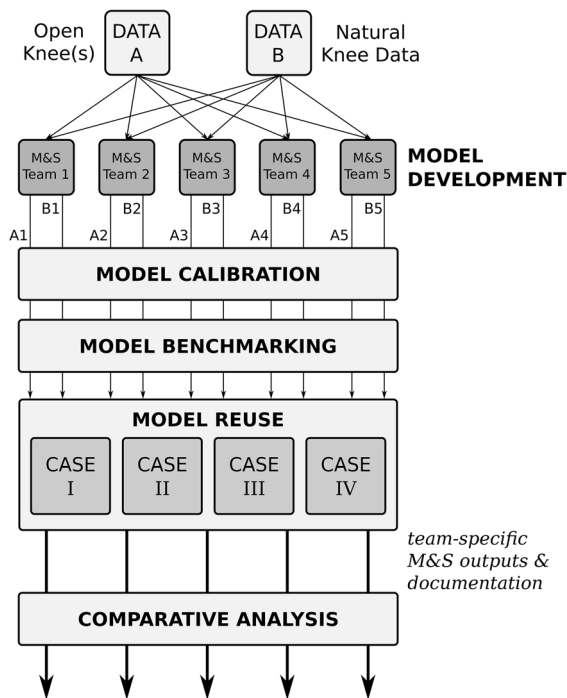 Open
Knee(s)
DATA
A
DATA
B
Natural
Knee Data
M&S
Team 1
M&S
Team 2
M&S
Team 3
M&S
Team 4
M&S
Team 5
MODEL
DEVELOPMENT
B1
B2
B3
B4
B5
A1
A2
A3
A4
A5
MODEL CALIBRATION
MODEL BENCHMARKING
MODEL REUSE
CASE
I
CASE
II
CASE
III
CASE
IV
team-specific
M&S outputs &
documentation
COMPARATIVE ANALYSIS